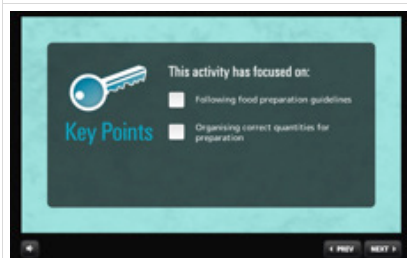 This activity has focused on:
Following food preparation guidelines
Key Points
Organising correct quantities for
preparation
< PREV
NEXT >